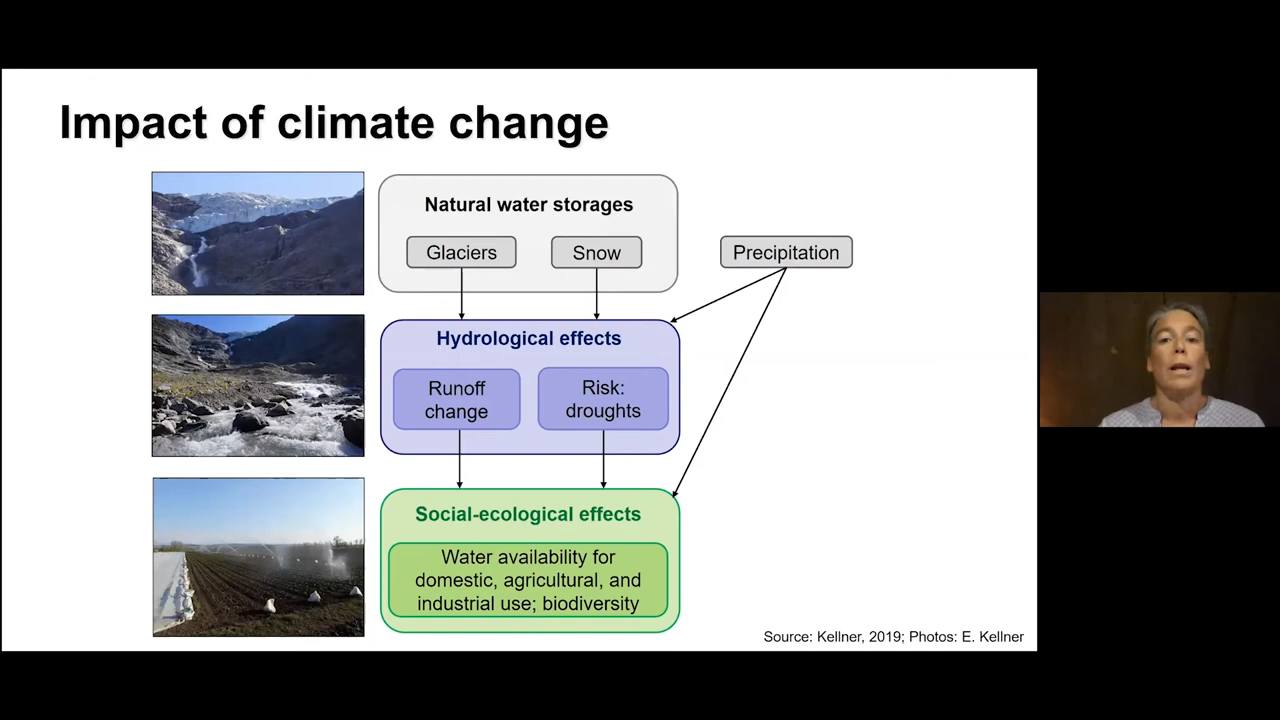 Impact of climate change
Natural water storages
Glaciers
Snow
Precipitation
Hydrological effects
Runoff
change
Risk:
droughts
Social-ecological effects
Water availability for
domestic, agricultural, and
industrial use; biodiversity
Source: Kellner, 2019; Photos: E. Kellner